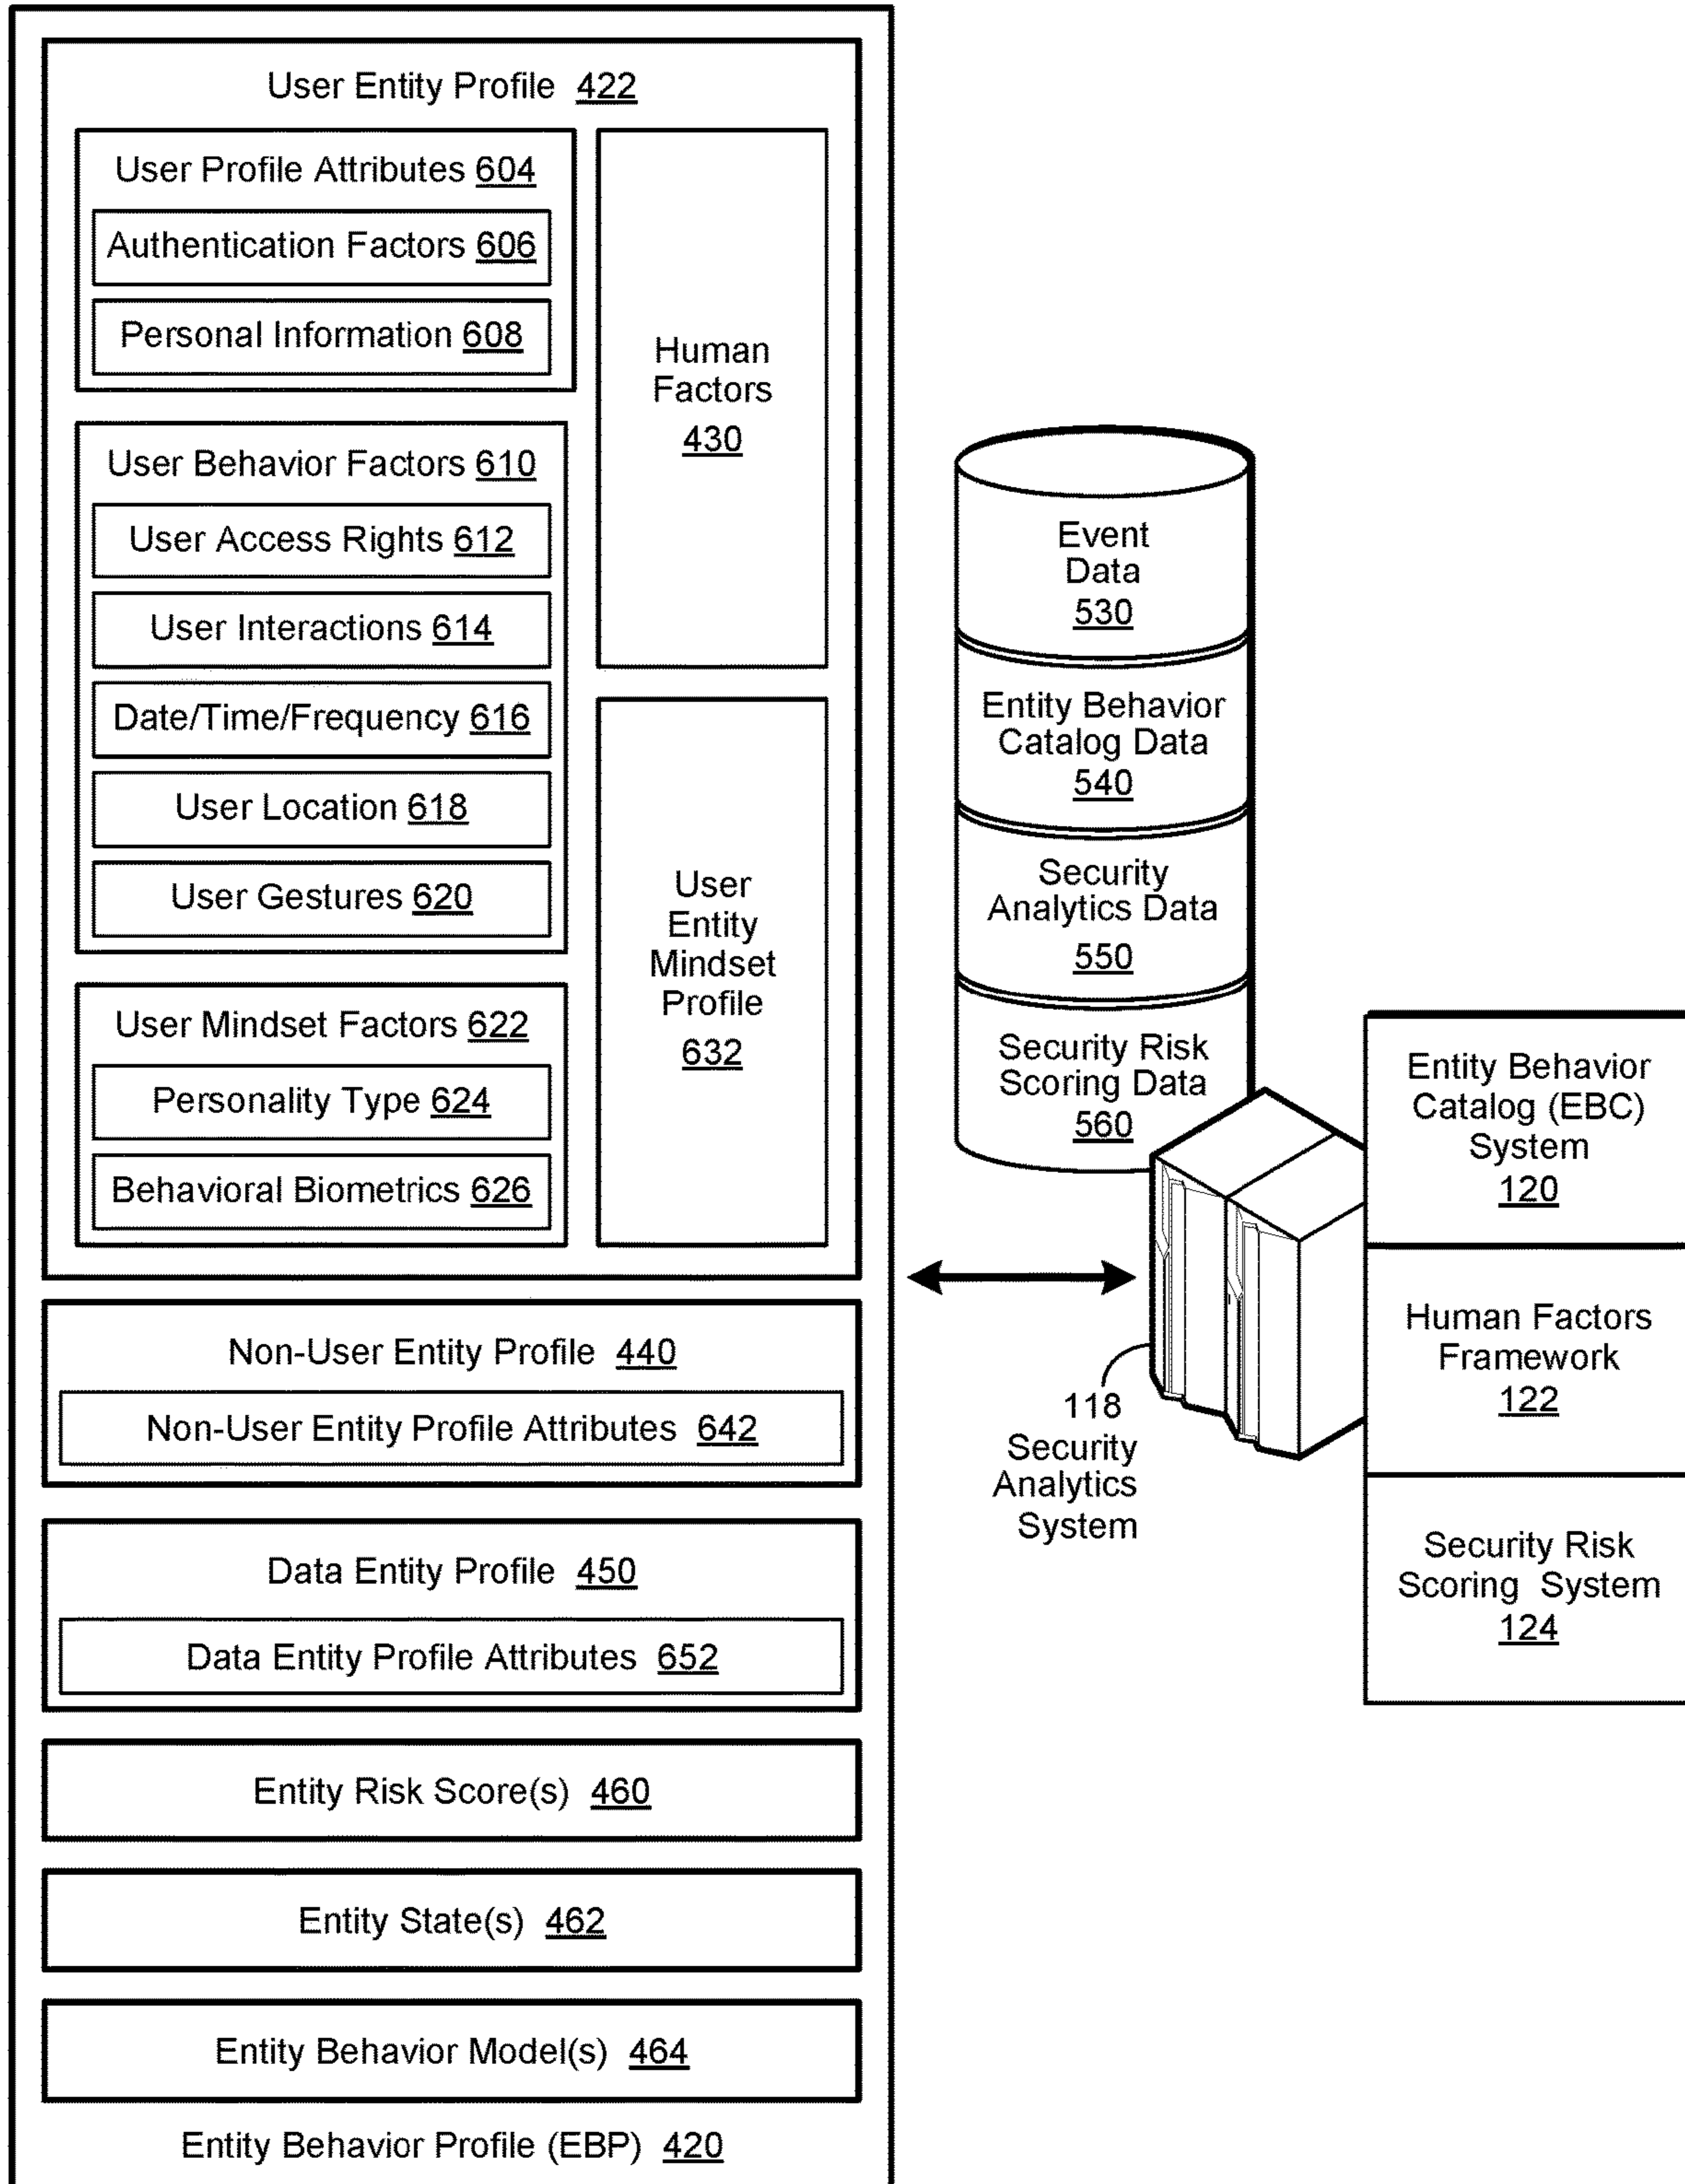 User Entity Profile 422
User Profile Attributes 604
Authentication Factors 606
Personal Information 608
Human
Factors
430
User Behavior Factors 610
User Access Rights 612
User Interactions 614
Date/Time/Frequency 616
User Location 618
User Gestures 620
User Mindset Factors 622
Personality Type 624
Behavioral Biometrics 626
User
Entity
Mindset
Profile
632
Non-User Entity Profile 440
Non-User Entity Profile Attributes 642
Data Entity Profile 450
Data Entity Profile Attributes 652
Entity Risk Score(s) 460
Entity State(s) 462
Entity Behavior Model(s) 464
Entity Behavior Profile (EBP) 420
Event
Data
530
Entity Behavior
Catalog Data
540
Security
Analytics Data
550
Security Risk
Scoring Data
560
118
Security
Analytics
System
Entity Behavior
Catalog (EBC)
System
120
Human Factors
Framework
122
Security Risk
Scoring System
124